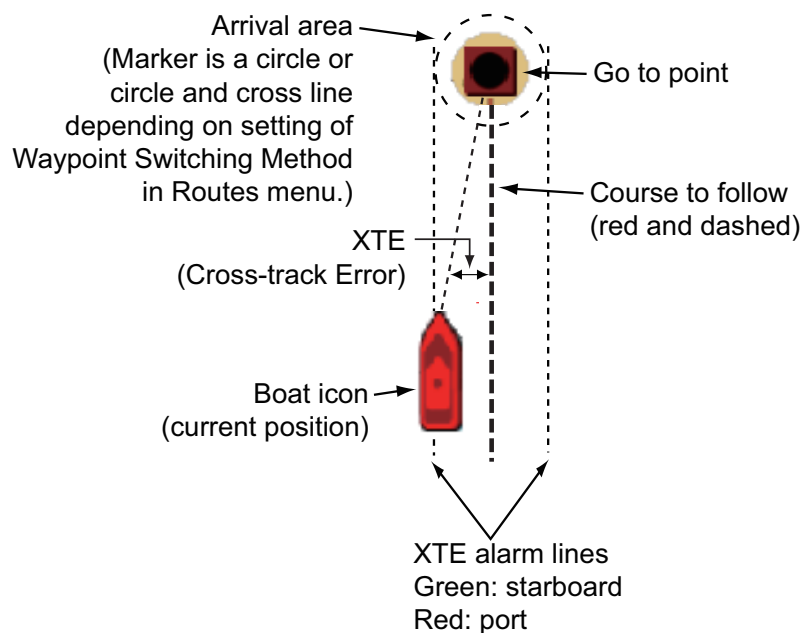 Arrival area
(Marker is a circle or
circle and cross line
depending on setting of
Waypoint Switching Method
in Routes menu.)
Go to point
Course to follow
(red and dashed)
XTE
(Cross-track Error)
Boat icon
(current position)
XTE alarm lines
Green: starboard
Red: port